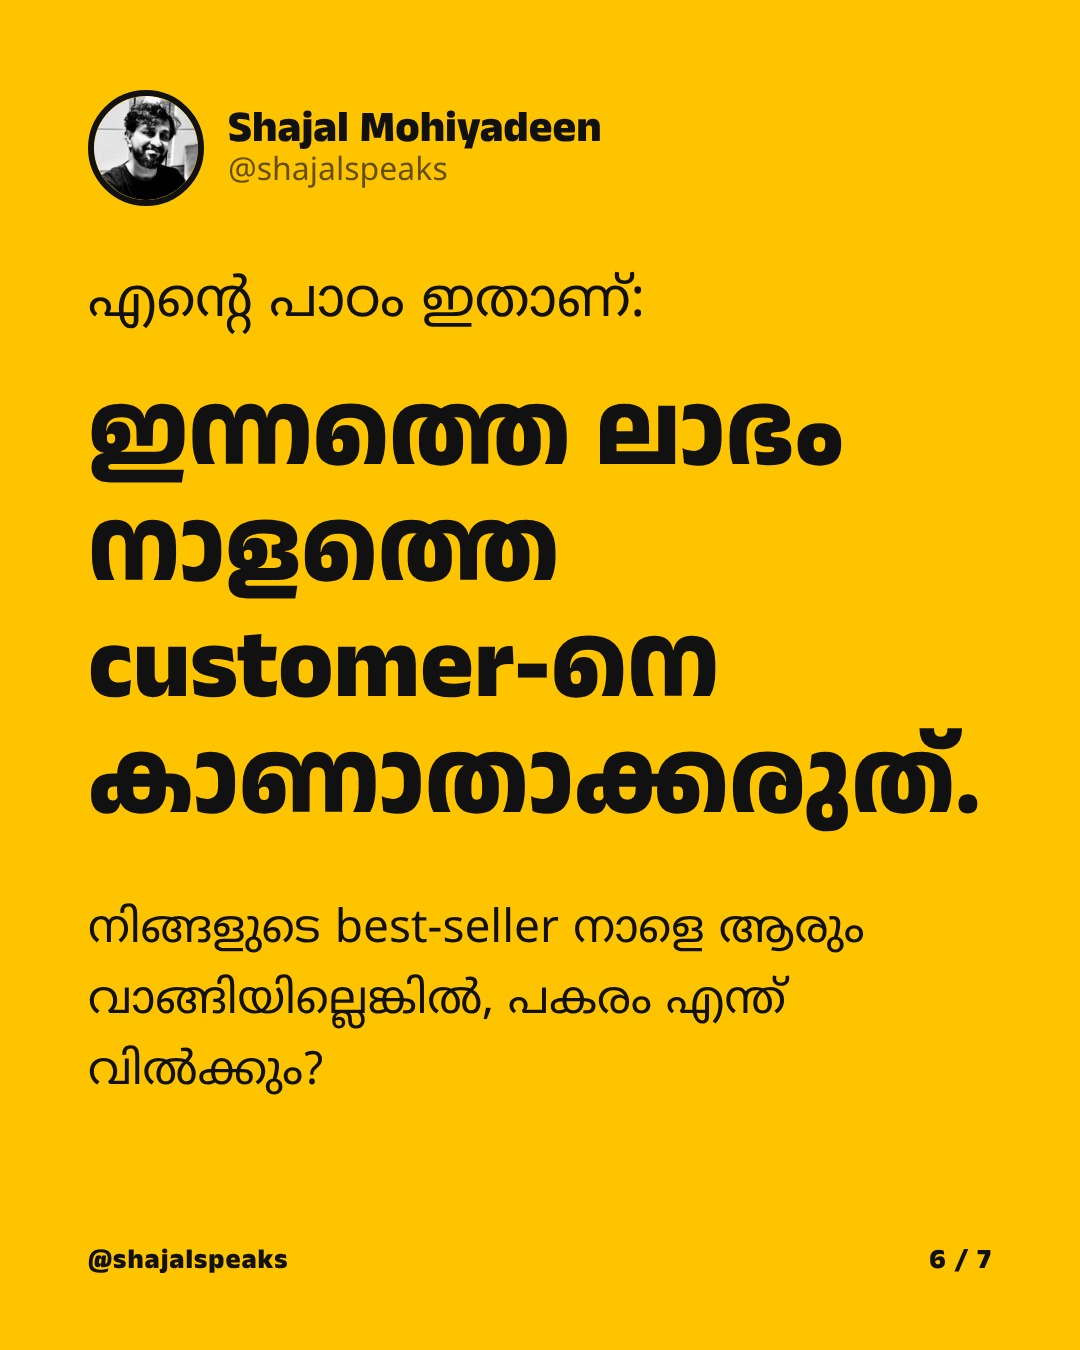 Shajal Mohiyadeen
@shajalspeaks
എന്റെ പാഠം ഇതാണ്:
ഇന്നത്തെ ലാഭം
നാളത്തെ
customer-നെ
കാണാതാക്കരുത്.
നിങ്ങളുടെ best-seller നാളെ ആരും
വാങ്ങിയില്ലെങ്കിൽ, പകരം എന്ത്
വിൽക്കും?
@shajalspeaks
6 / 7